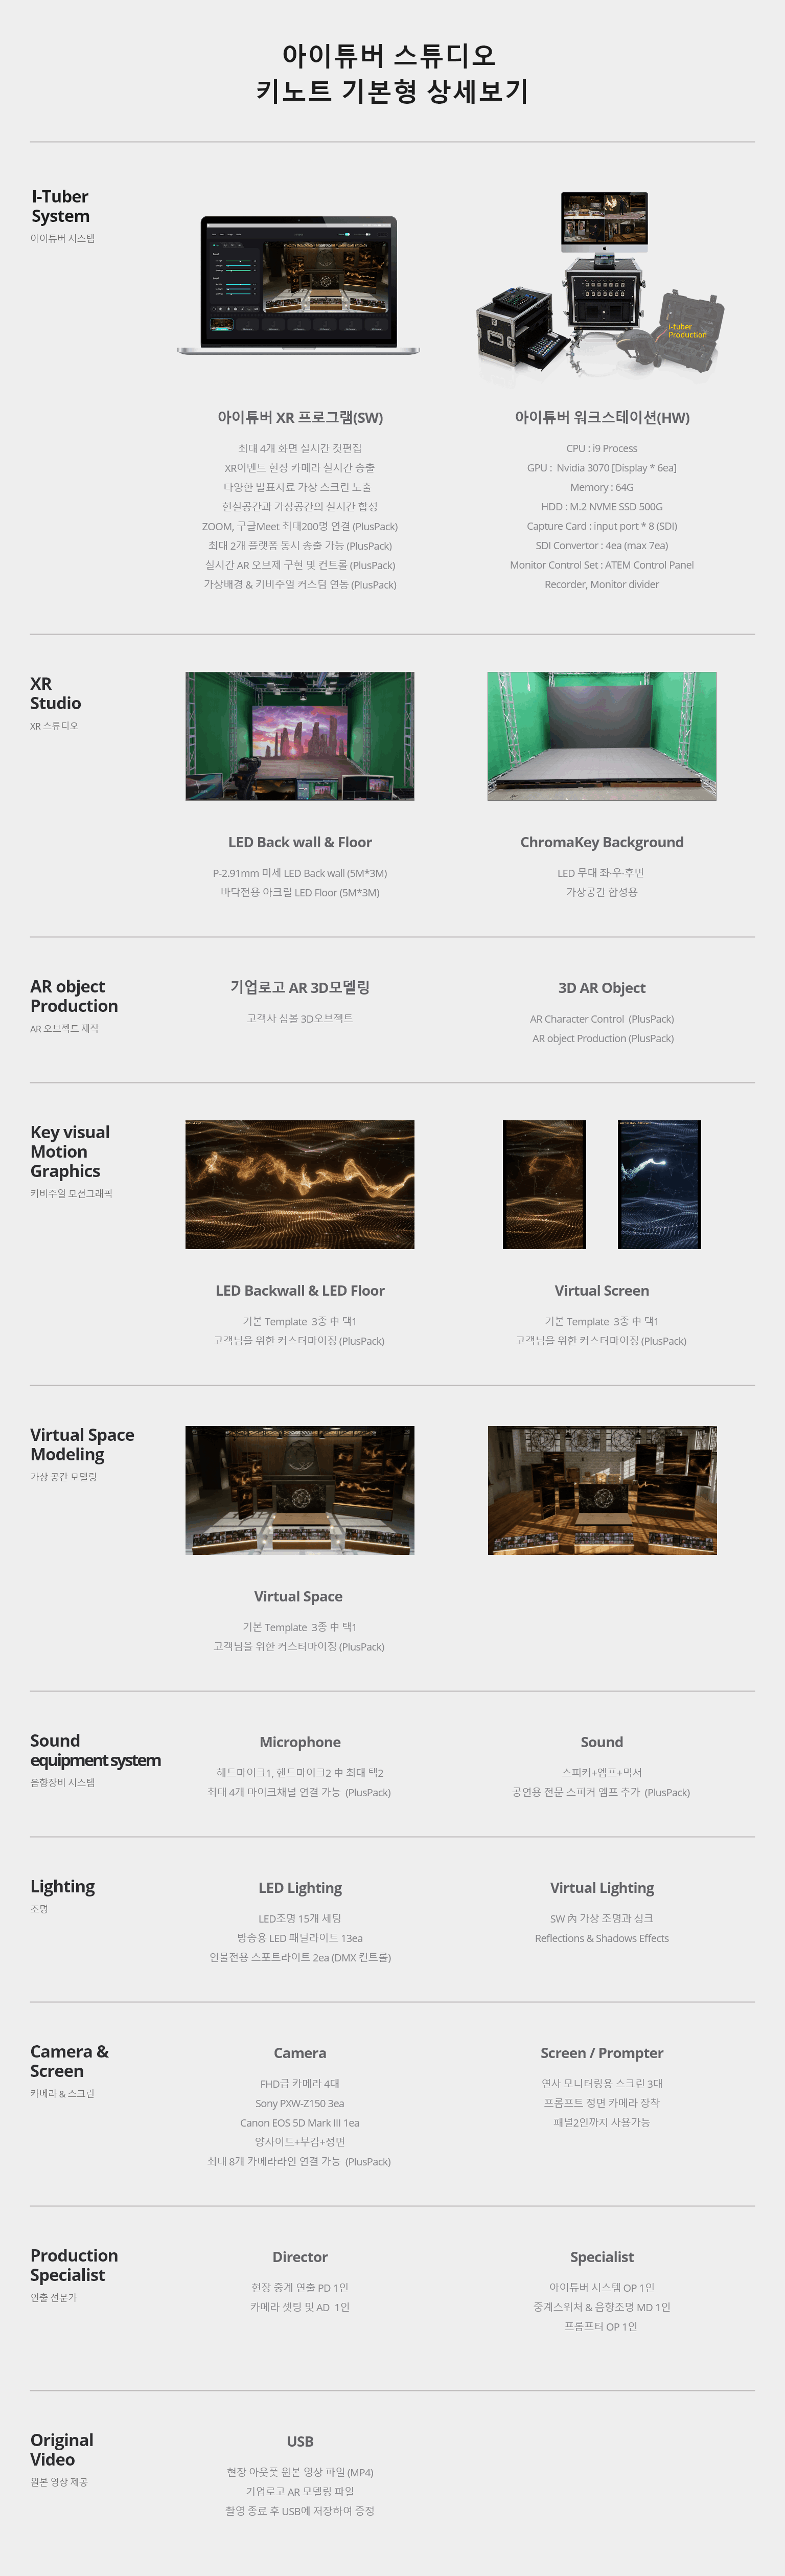 아이튜버 스튜디오
키노트 기본형 상세보기
I-Tuber
System
아이튜버 시스템
i-tuber
Production
아이튜버 XR 프로그램(SW)
최대 4개 화면 실시간 컷편집
XR이벤트 현장 카메라 실시간 송출
다양한 발표자료 가상 스크린 노출
현실공간과 가상공간의 실시간 합성
ZOOM, 구글Meet 최대200명 연결 (PlusPack)
최대 2개 플랫폼 동시 송출 가능 (PlusPack)
실시간 AR 오브제 구현 및 컨트롤 (PlusPack)
가상배경 & 키비주얼 커스텀 연동 (PlusPack)
아이튜버 워크스테이션(HW)
CPU : i9 Process
GPU :  Nvidia 3070 [Display * 6ea]
Memory : 64G
HDD : M.2 NVME SSD 500G
Capture Card : input port * 8 (SDI)
SDI Convertor : 4ea (max 7ea)
Monitor Control Set : ATEM Control Panel
Recorder, Monitor divider
XR
Studio
XR 스튜디오
LED Back wall & Floor
P-2.91mm 미세 LED Back wall (5M*3M)
바닥전용 아크릴 LED Floor (5M*3M)
ChromaKey Background
LED 무대 좌-우-후면
가상공간 합성용
AR object
Production
AR 오브젝트 제작
기업로고 AR 3D모델링
고객사 심볼 3D오브젝트
3D AR Object
AR Character Control  (PlusPack)
AR object Production (PlusPack)
Key visual
Motion
Graphics
키비주얼 모션그래픽
LED Backwall & LED Floor
기본 Template  3종 中 택1
고객님을 위한 커스터마이징 (PlusPack)
Virtual Screen
기본 Template  3종 中 택1
고객님을 위한 커스터마이징 (PlusPack)
Virtual Space
Modeling
가상 공간 모델링
Virtual Space
기본 Template  3종 中 택1
고객님을 위한 커스터마이징 (PlusPack)
Sound
equipment system
음향장비 시스템
Microphone
헤드마이크1, 핸드마이크2 中 최대 택2
최대 4개 마이크채널 연결 가능  (PlusPack)
Sound
스피커+엠프+믹서
공연용 전문 스피커 엠프 추가  (PlusPack)
Lighting
조명
LED Lighting
LED조명 15개 세팅
방송용 LED 패널라이트 13ea
인물전용 스포트라이트 2ea (DMX 컨트롤)
Virtual Lighting
SW 內 가상 조명과 싱크
Reflections & Shadows Effects
Camera &
Screen
카메라 & 스크린
Camera
FHD급 카메라 4대
Sony PXW-Z150 3ea
Canon EOS 5D Mark III 1ea
양사이드+부감+정면
최대 8개 카메라라인 연결 가능  (PlusPack)
Screen / Prompter
연사 모니터링용 스크린 3대
프롬프트 정면 카메라 장착
패널2인까지 사용가능
Production
Specialist
연출 전문가
Director
현장 중계 연출 PD 1인
카메라 셋팅 및 AD  1인
Specialist
아이튜버 시스템 OP 1인
중계스위처 & 음향조명 MD 1인
프롬프터 OP 1인
Original
Video
원본 영상 제공
USB
현장 아웃풋 원본 영상 파일 (MP4)
기업로고 AR 모델링 파일
촬영 종료 후 USB에 저장하여 증정